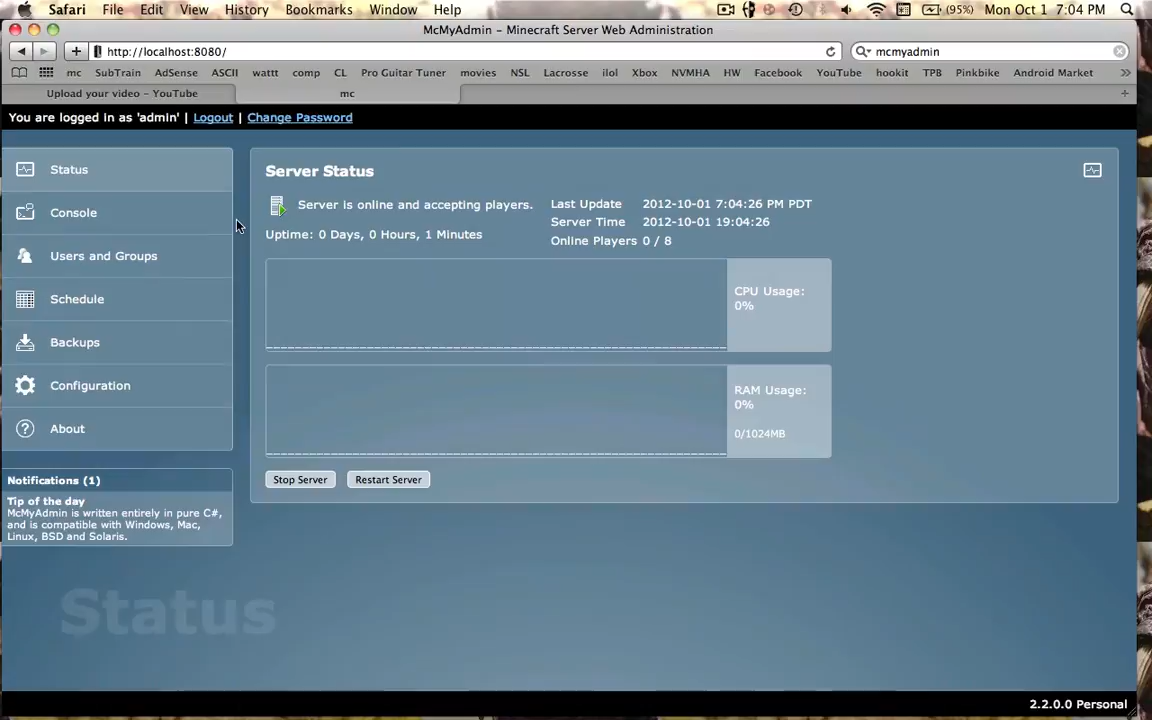 Safari File Edit View History Bookmarks Window Help (95%) Mon Oct 1 7:04 PM
McMyAdmin – Minecraft Server Web Administration
http://localhost:8080/ mcmyadmin
mc SubTrain AdSense ASCII wattt comp CL Pro Guitar Tuner movies NSL Lacrosse ilol Xbox NVMHA HW Facebook YouTube hookit TPB Pinkbike Android Market
Upload your video – YouTube mc
You are logged in as 'admin' | Logout | Change Password
Status
Console
Users and Groups
Schedule
Backups
Configuration
About
Notifications (1)
Tip of the day
McMyAdmin is written entirely in pure C#,
and is compatible with Windows, Mac,
Linux, BSD and Solaris.
Server Status
Server is online and accepting players.
Uptime: 0 Days, 0 Hours, 1 Minutes
Last Update 2012-10-01 7:04:26 PM PDT
Server Time 2012-10-01 19:04:26
Online Players 0 / 8
CPU Usage:
0%
RAM Usage:
0%
0/1024MB
Stop Server Restart Server
Status
2.2.0.0 Personal